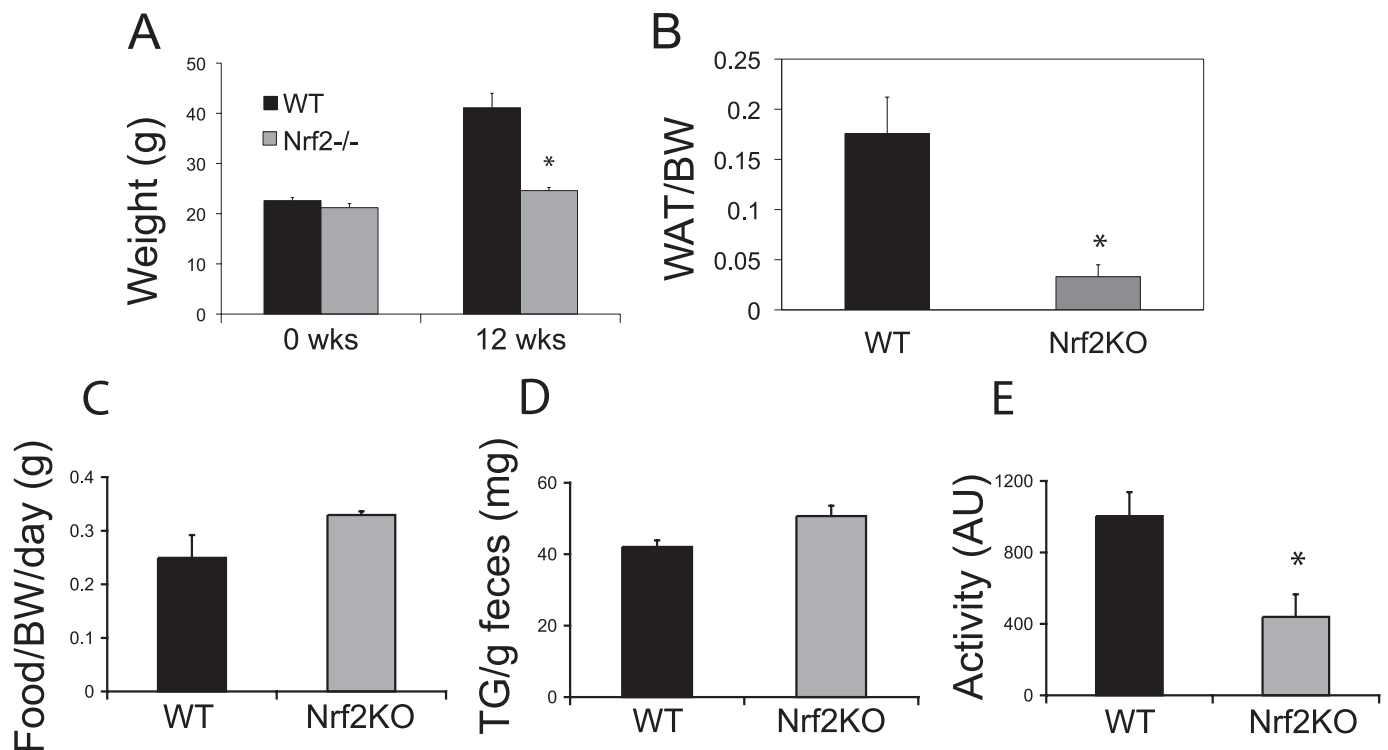 A
Weight (g)
50
40
30
20
10
0
WT
Nrf2-/-
*
0 wks
12 wks
B
WAT/BW
0.25
0.2
0.15
0.1
0.05
0
*
WT
Nrf2KO
C
Food/BW/day (g)
0.4
0.3
0.2
0.1
0
WT
Nrf2KO
D
TG/g feces (mg)
60
40
20
0
WT
Nrf2KO
E
Activity (AU)
1200
800
400
0
*
WT
Nrf2KO